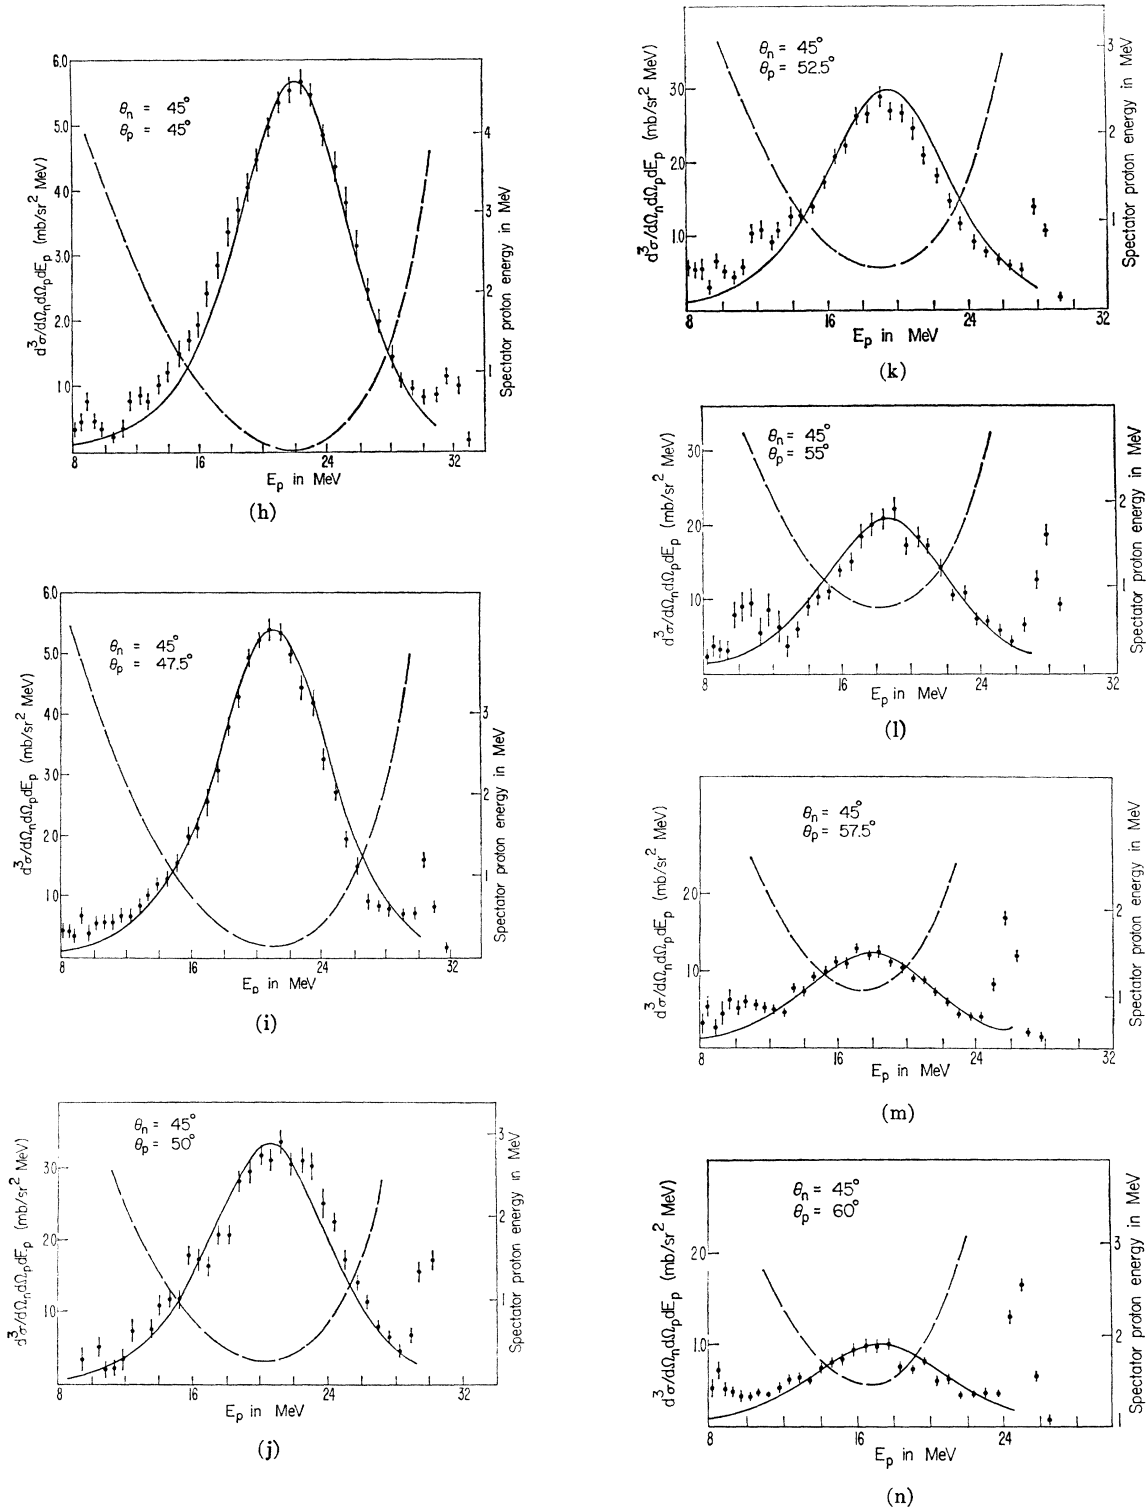 θn = 45°
θp = 45°
d³σ/dΩndΩpdEp (mb/sr² MeV)
6.0
5.0
4.0
3.0
2.0
1.0
4
3
2
1
Spectator proton energy in MeV
8
16
24
32
Ep in MeV
(h)
θn = 45°
θp = 47.5°
d³σ/dΩndΩpdEp (mb/sr² MeV)
6.0
5.0
4.0
3.0
2.0
1.0
3
2
1
Spectator proton energy in MeV
8
16
24
32
Ep in MeV
(i)
θn = 45°
θp = 50°
d³σ/dΩndΩpdEp (mb/sr² MeV)
3.0
2.0
1.0
3
2
1
Spectator proton energy in MeV
8
16
24
32
Ep in MeV
(j)
θn = 45°
θp = 52.5°
d³σ/dΩndΩpdEp (mb/sr² MeV)
3.0
2.0
1.0
3
2
1
Spectator proton energy in MeV
8
16
24
32
Ep in MeV
(k)
θn = 45°
θp = 55°
d³σ/dΩndΩpdEp (mb/sr² MeV)
3.0
2.0
1.0
2
1
Spectator proton energy in MeV
8
16
24
32
Ep in MeV
(l)
θn = 45°
θp = 57.5°
d³σ/dΩndΩpdEp (mb/sr² MeV)
2.0
1.0
2
1
Spectator proton energy in MeV
8
16
24
32
Ep in MeV
(m)
θn = 45°
θp = 60°
d³σ/dΩndΩpdEp (mb/sr² MeV)
2.0
1.0
3
2
1
Spectator proton energy in MeV
8
16
24
32
Ep in MeV
(n)